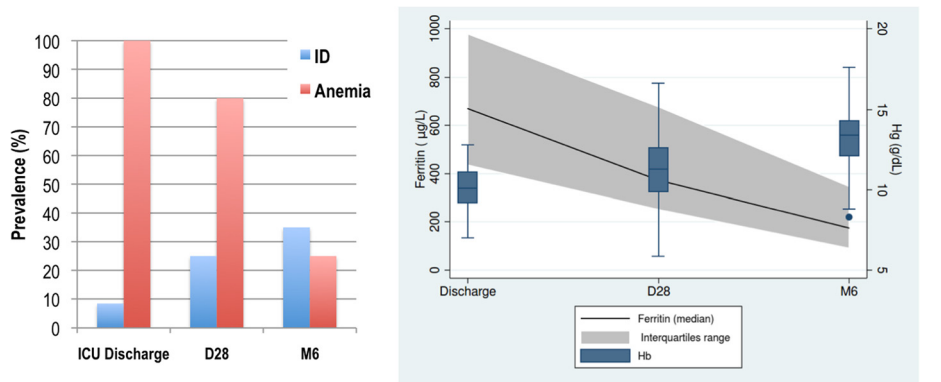 100
90
80
70
60
50
40
30
20
10
0
Prevalence (%)
ID
Anemia
ICU Discharge D28 M6
1000
800
600
400
200
0
Ferritin ( µg/L)
20
15
10
5
Hg (g/dL)
Discharge D28 M6
Ferritin (median)
Interquartiles range
Hb